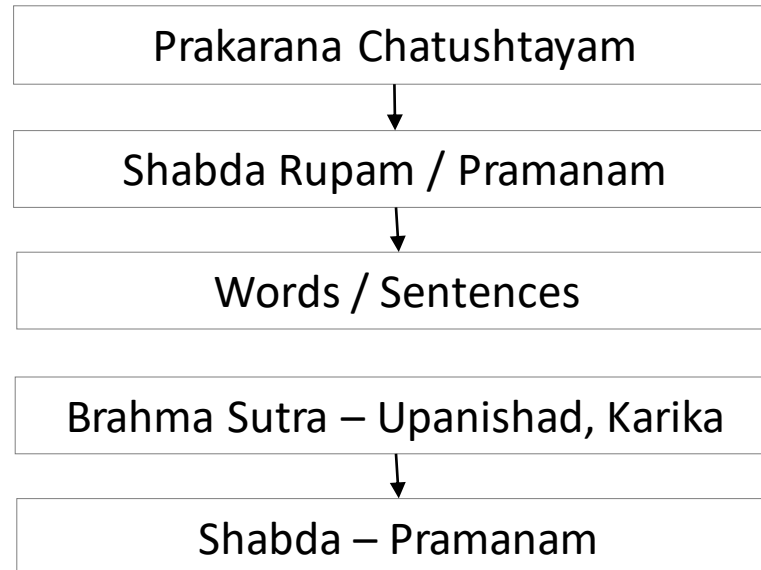 Prakarana Chatushtayam
Shabda Rupam / Pramanam
Words / Sentences
Brahma Sutra – Upanishad, Karika
Shabda – Pramanam